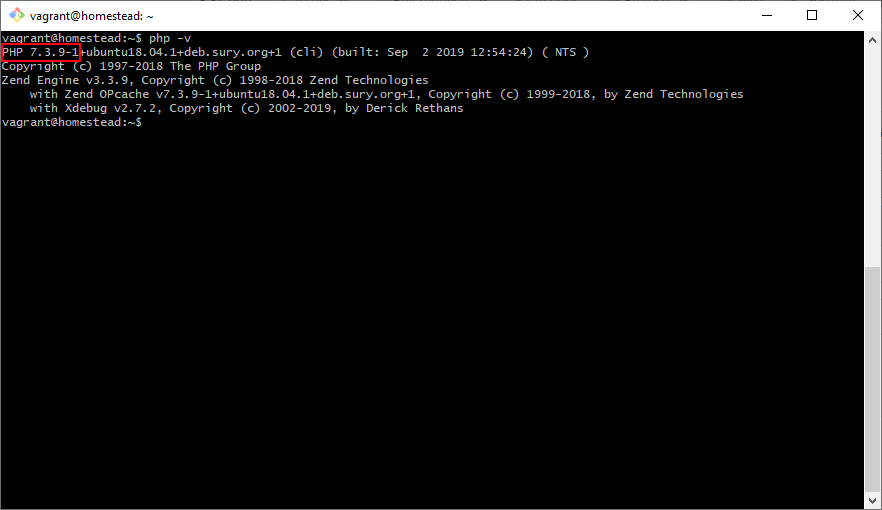 vagrant@homestead: ~
vagrant@homestead:~$ php -v
PHP 7.3.9-1+ubuntu18.04.1+deb.sury.org+1 (cli) (built: Sep  2 2019 12:54:24) ( NTS )
Copyright (c) 1997-2018 The PHP Group
Zend Engine v3.3.9, Copyright (c) 1998-2018 Zend Technologies
    with Zend OPcache v7.3.9-1+ubuntu18.04.1+deb.sury.org+1, Copyright (c) 1999-2018, by Zend Technologies
    with Xdebug v2.7.2, Copyright (c) 2002-2019, by Derick Rethans
vagrant@homestead:~$